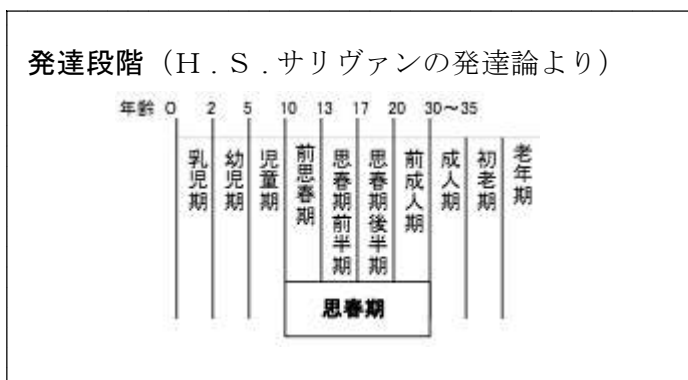 発達段階（H．S．サリヴァンの発達論より）
年齢 0 2 5 10 13 17 20 30～35
乳児期
幼児期
児童期
前思春期
思春期前半期
思春期後半期
前成人期
成人期
初老期
老年期
思春期